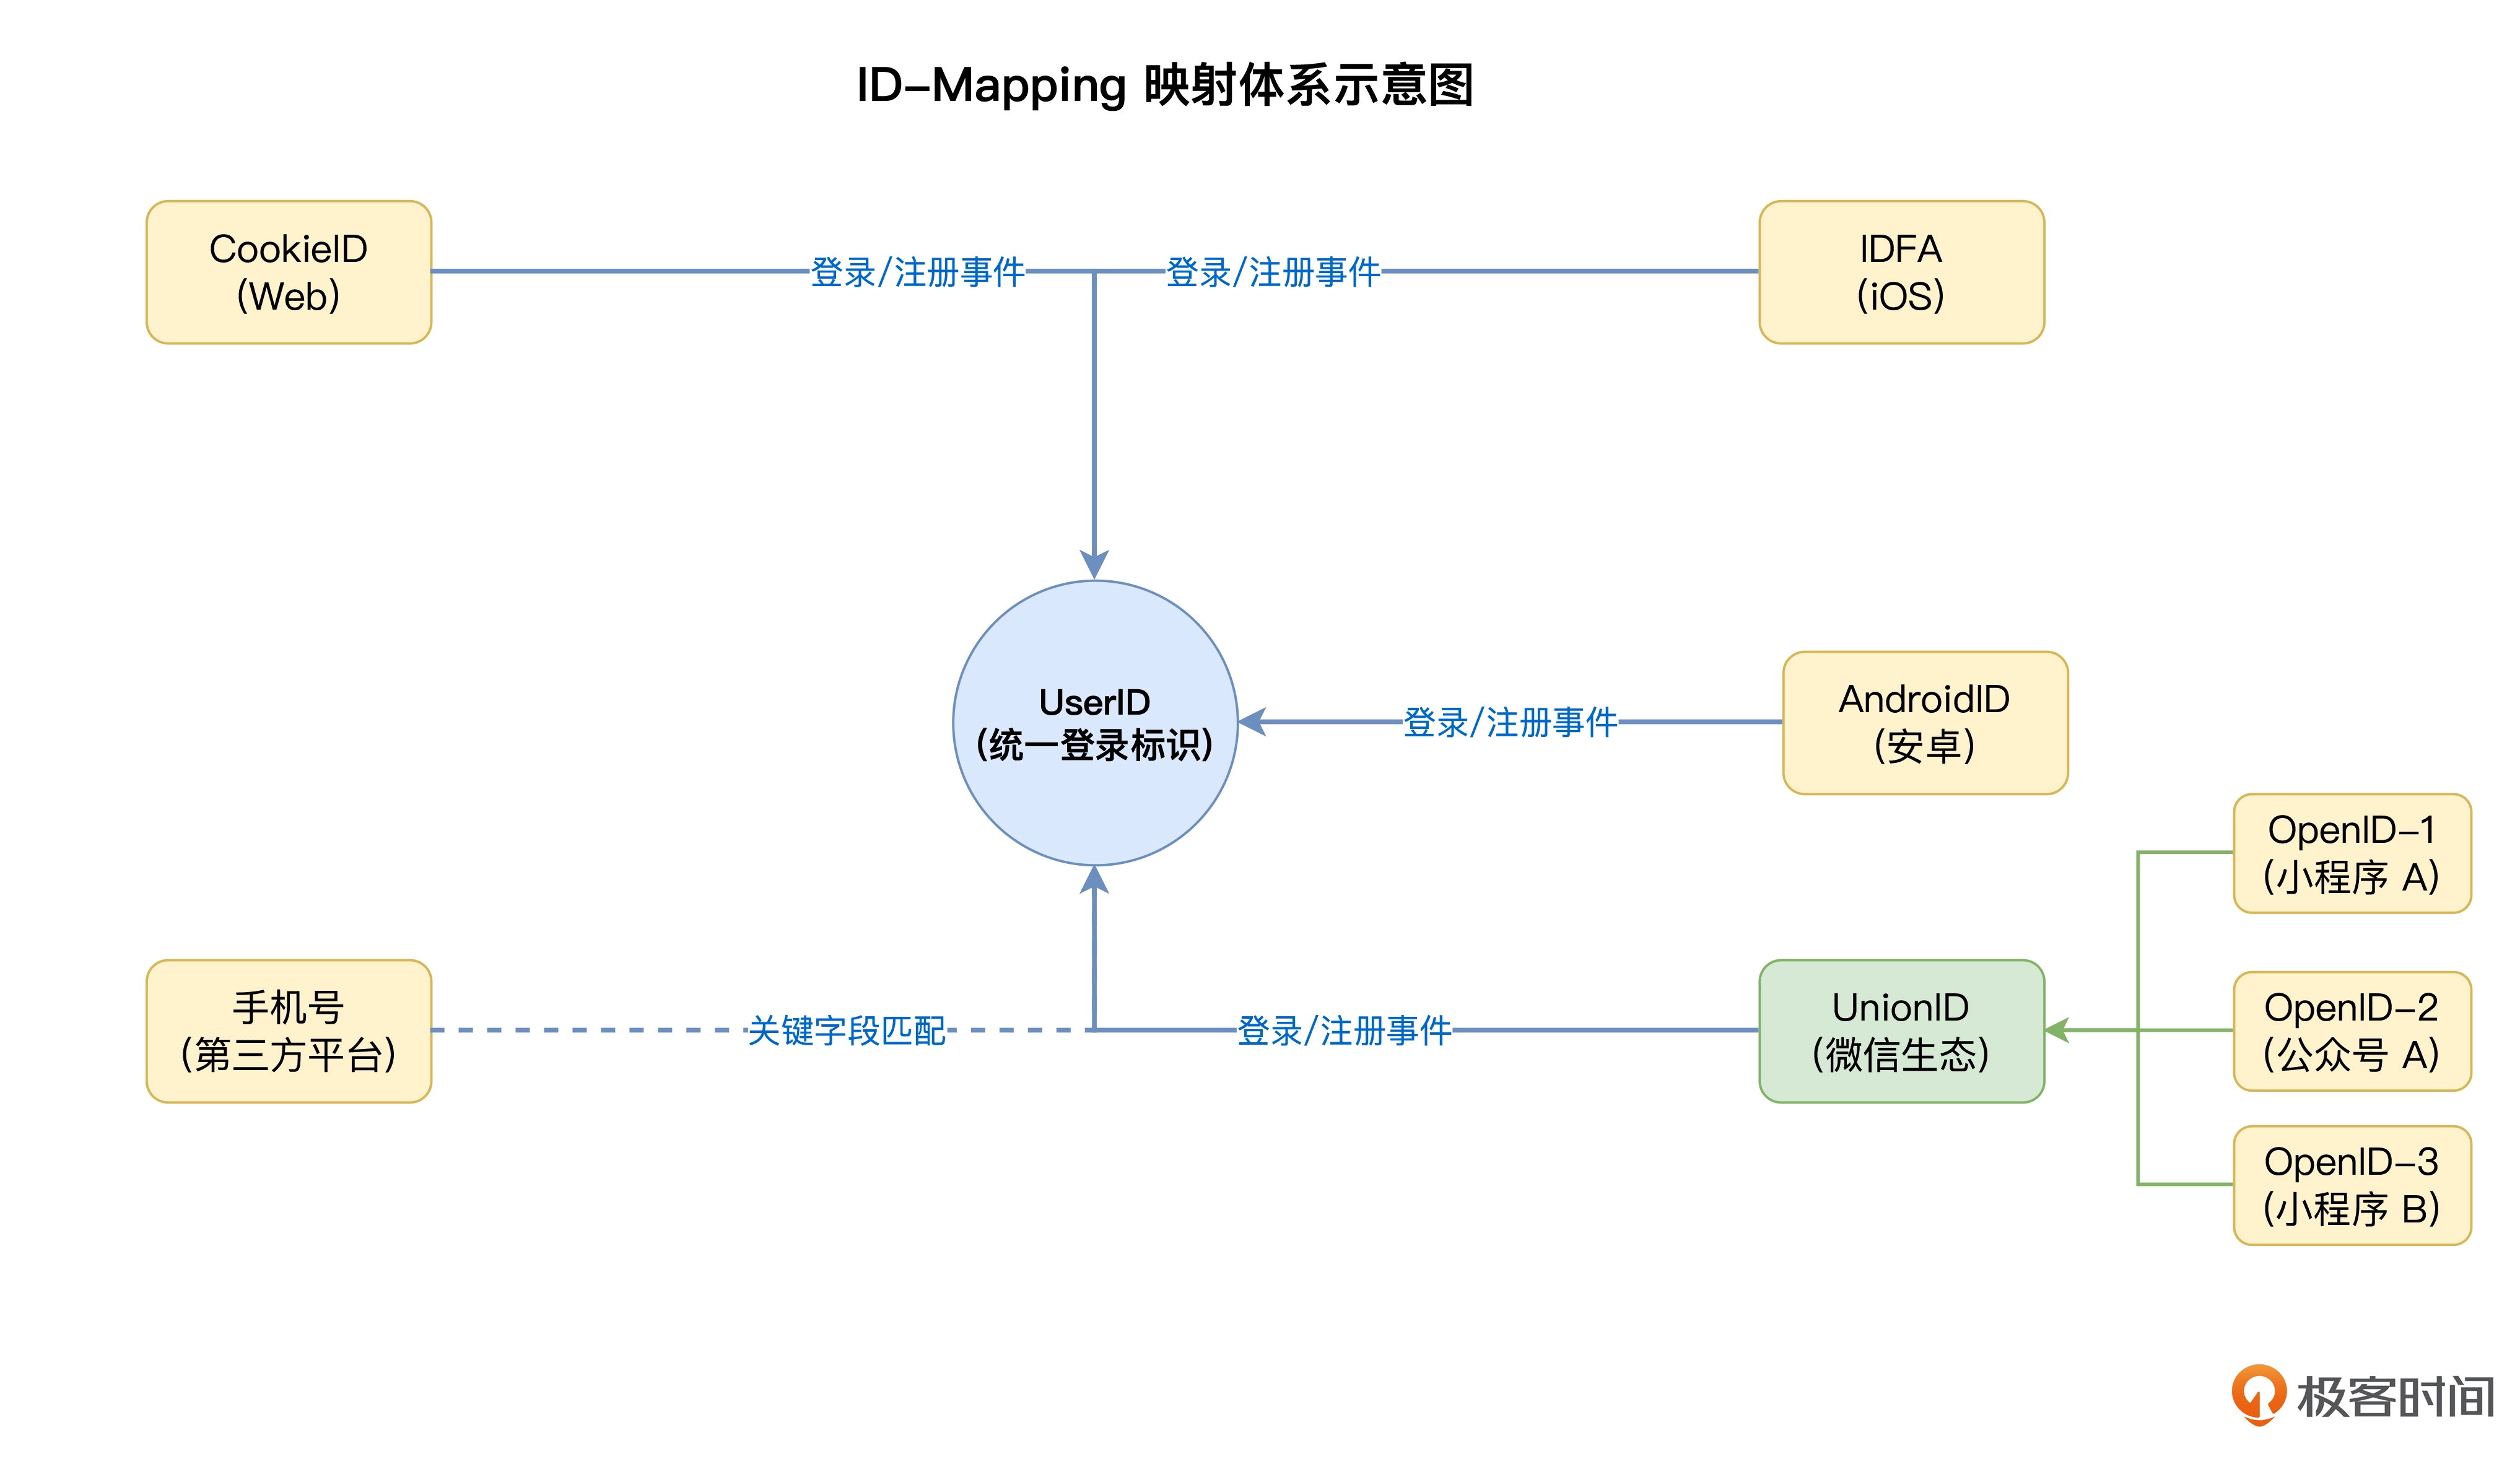 ID-Mapping 映射体系示意图
CookieID
(Web)
登录/注册事件
登录/注册事件
IDFA
(iOS)
UserID
(统一登录标识)
登录/注册事件
AndroidID
(安卓)
OpenID-1
(小程序 A)
手机号
(第三方平台)
关键字段匹配
登录/注册事件
UnionID
(微信生态)
OpenID-2
(公众号 A)
OpenID-3
(小程序 B)
极客时间